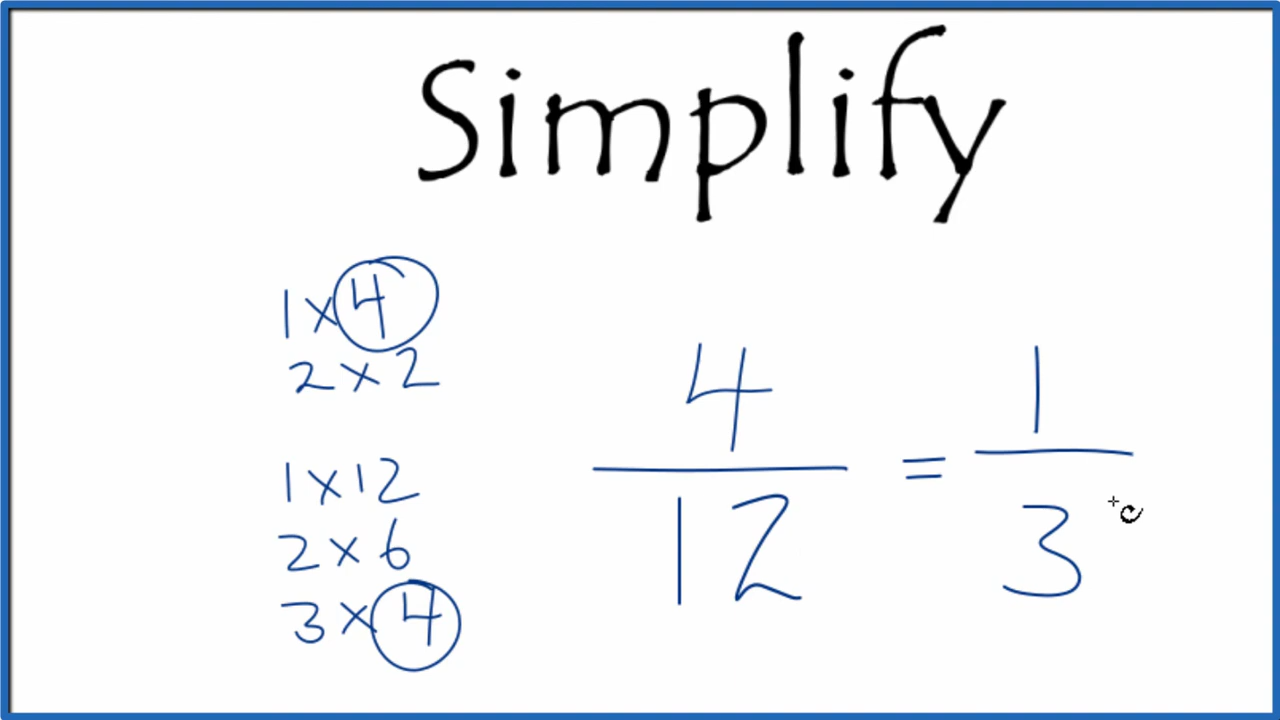 Simplify
1 x 4
2 x 2
1 x 12
2 x 6
3 x 4
4/12 = 1/3